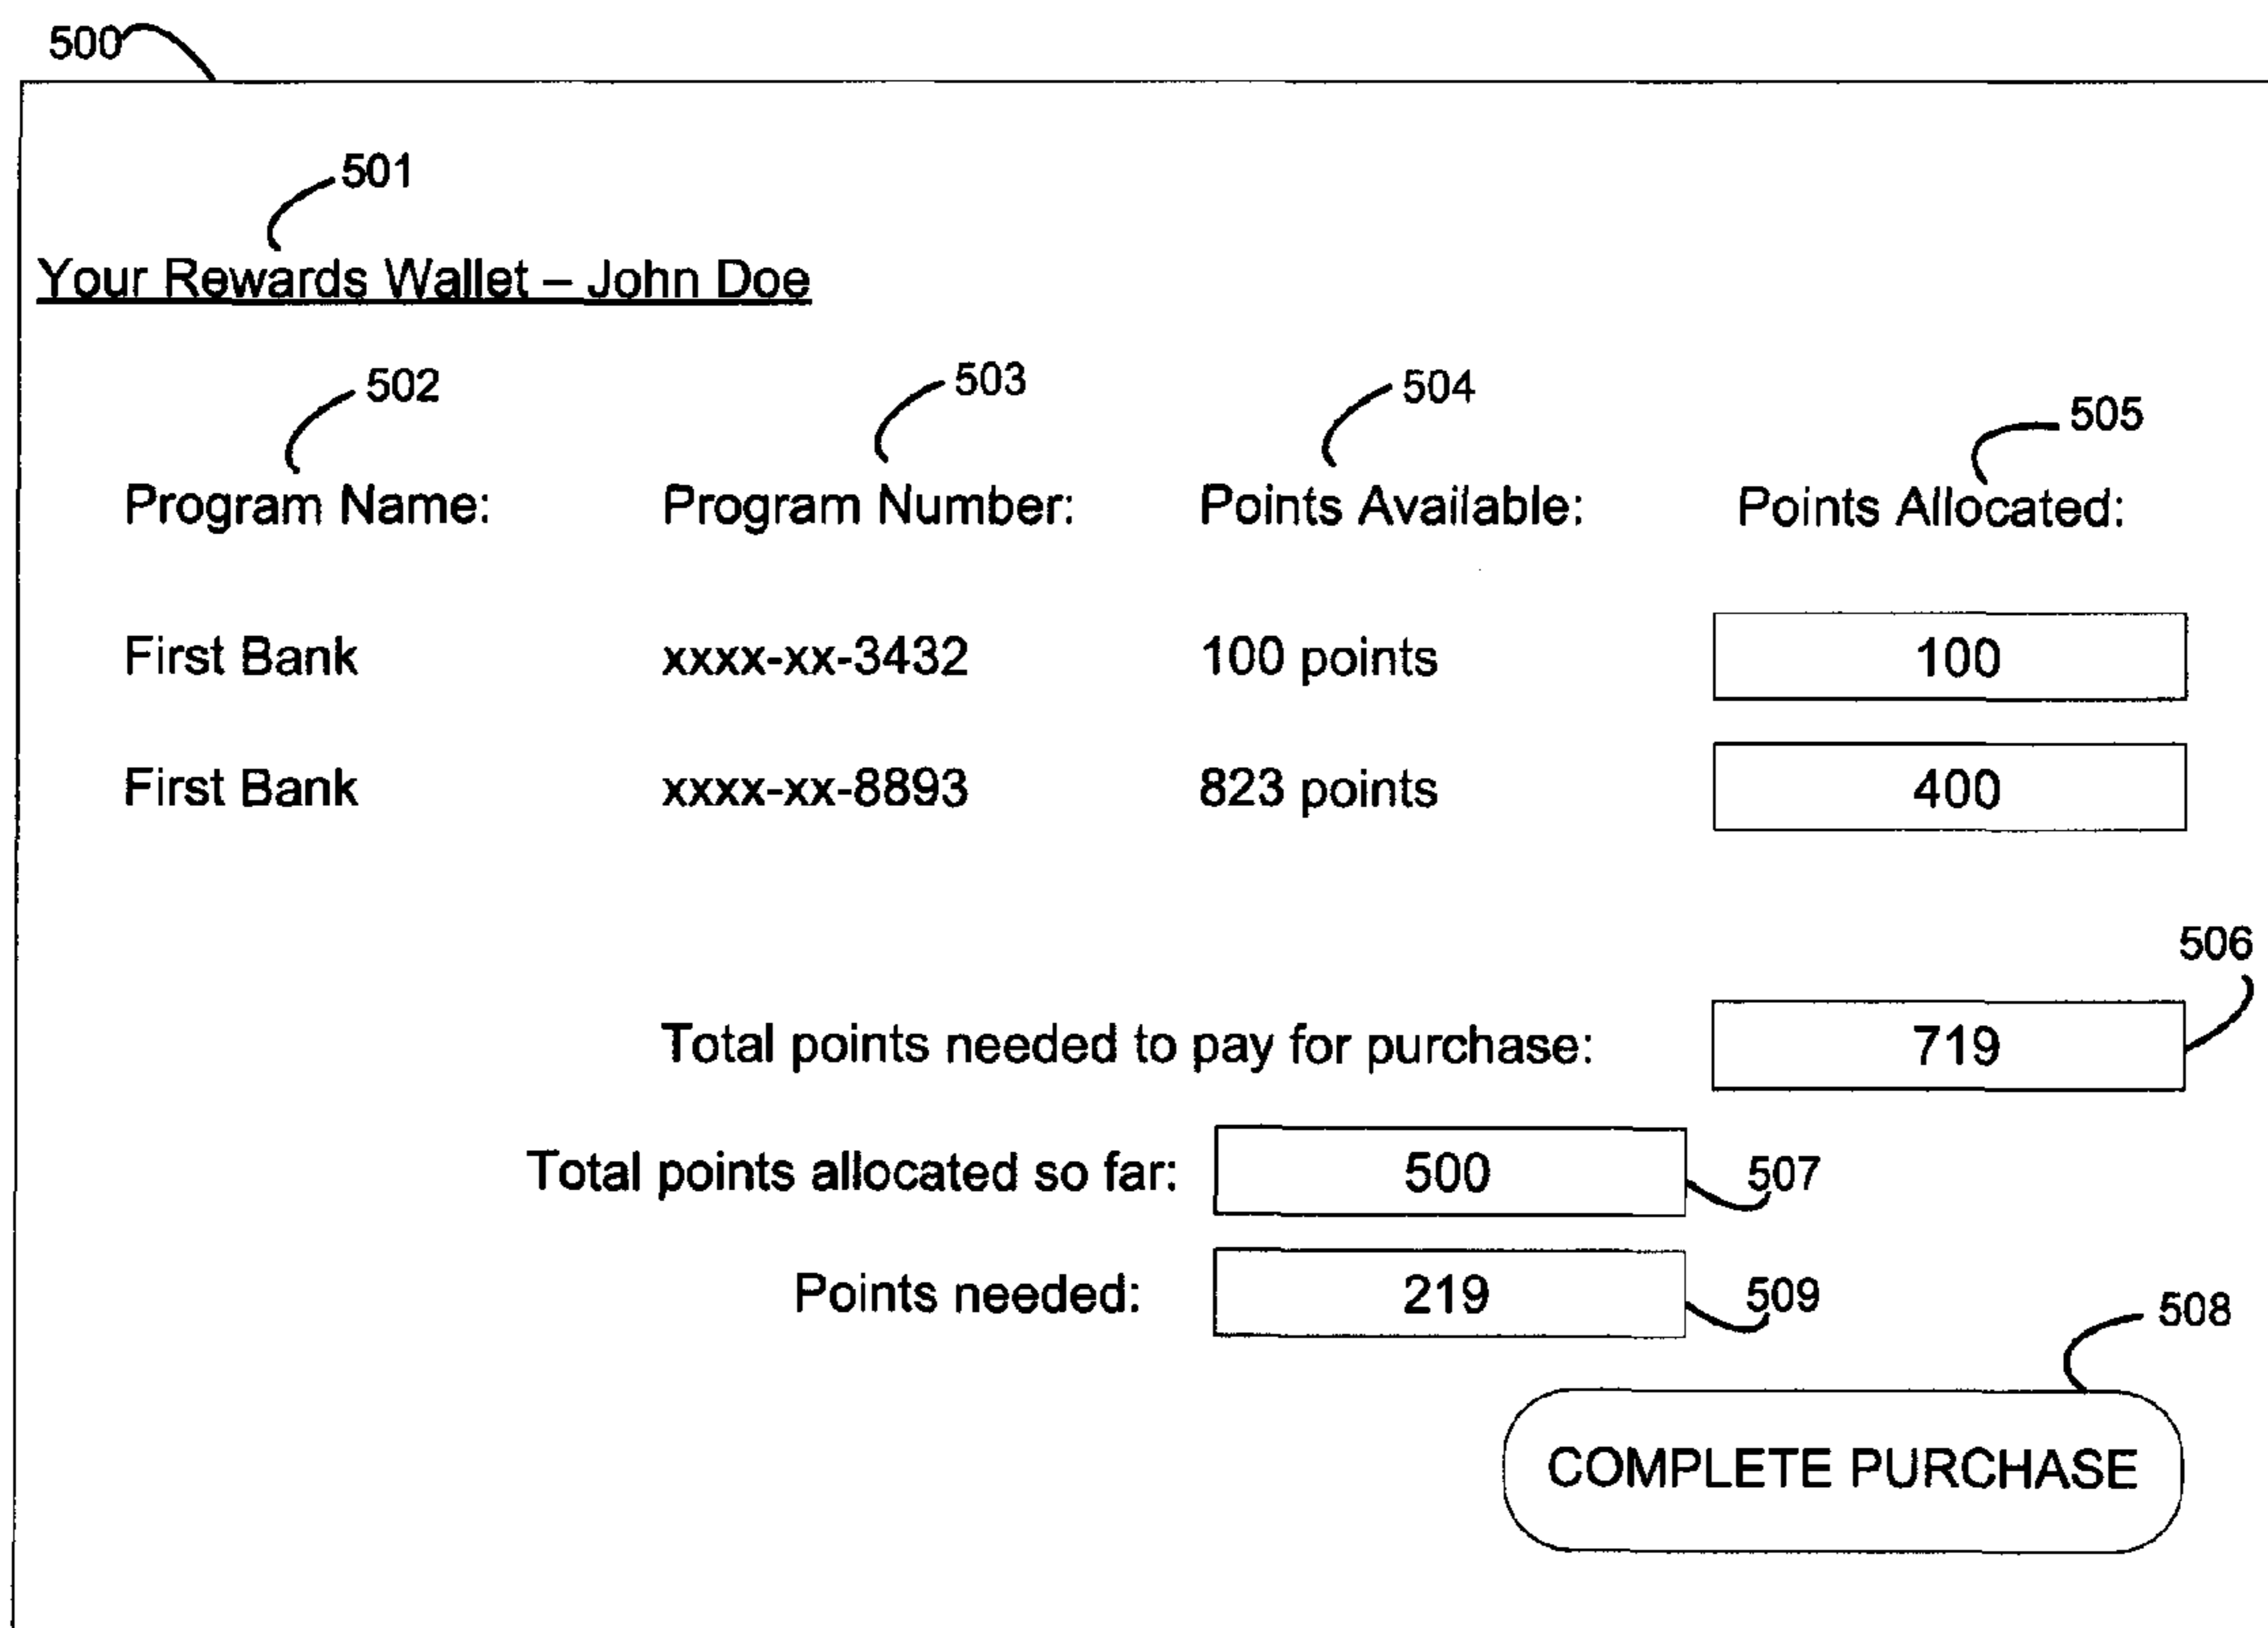 500
501
Your Rewards Wallet – John Doe
502 503 504 505
Program Name: Program Number: Points Available: Points Allocated:
First Bank xxxx-xx-3432 100 points 100
First Bank xxxx-xx-8893 823 points 400
506
Total points needed to pay for purchase: 719
Total points allocated so far: 500 507
Points needed: 219 509
508
COMPLETE PURCHASE